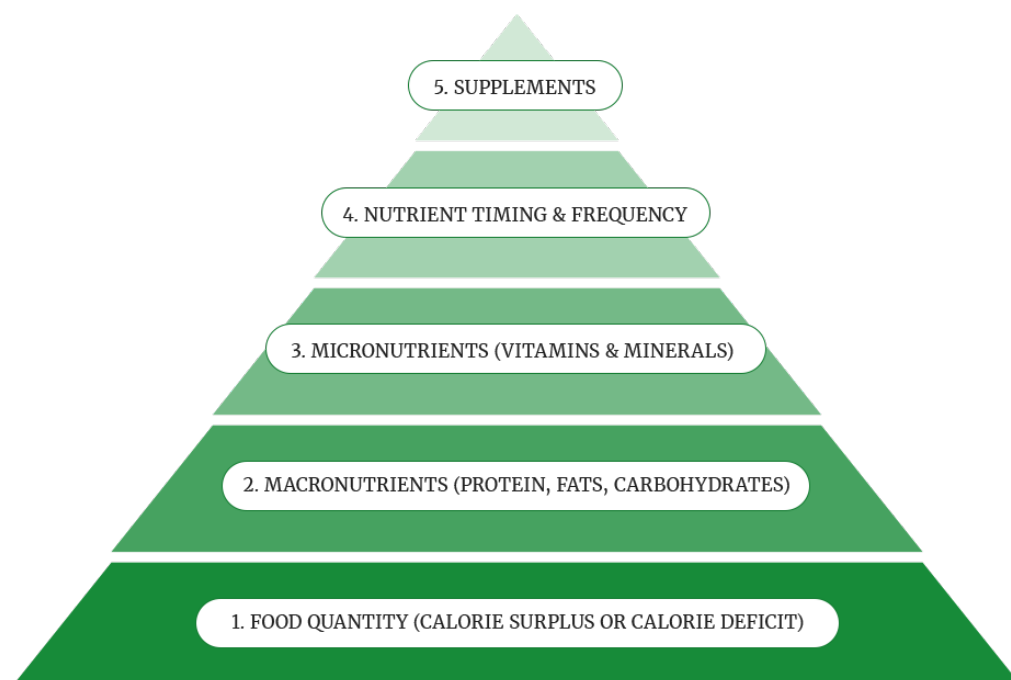 5. SUPPLEMENTS
4. NUTRIENT TIMING & FREQUENCY
3. MICRONUTRIENTS (VITAMINS & MINERALS)
2. MACRONUTRIENTS (PROTEIN, FATS, CARBOHYDRATES)
1. FOOD QUANTITY (CALORIE SURPLUS OR CALORIE DEFICIT)